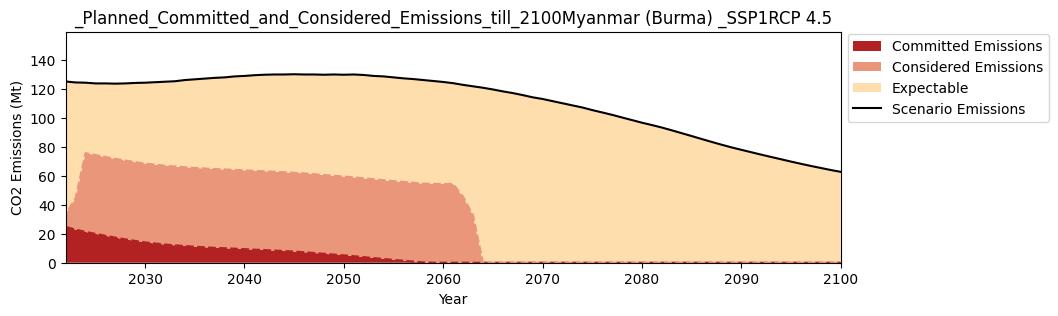 _Planned_Committed_and_Considered_Emissions_till_2100Myanmar (Burma) _SSP1RCP 4.5
Committed Emissions
Considered Emissions
Expectable
Scenario Emissions
CO2 Emissions (Mt)
140
120
100
80
60
40
20
0
2030
2040
2050
2060
2070
2080
2090
2100
Year